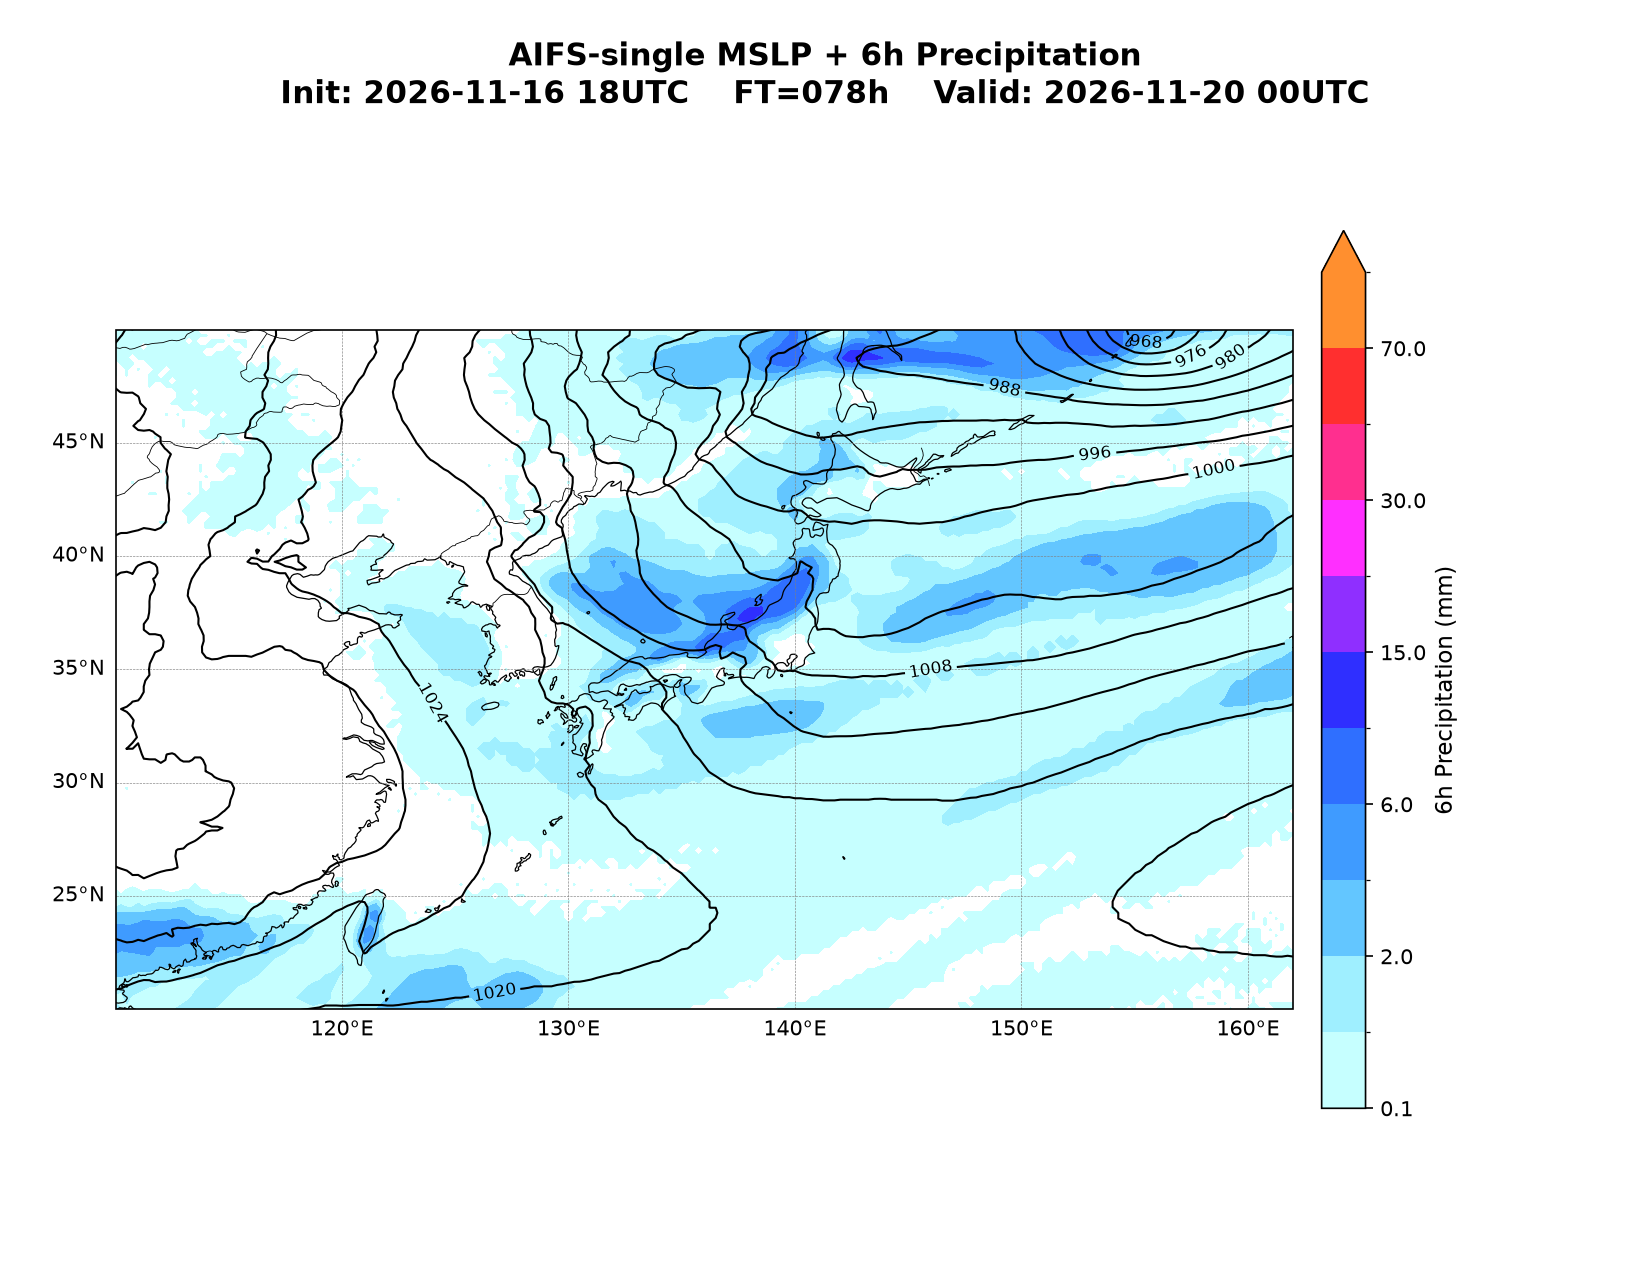 AIFS-single MSLP + 6h Precipitation
Init: 2026-11-16 18UTC    FT=078h    Valid: 2026-11-20 00UTC
968
976
980
988
996
1000
1008
1024
1020
45°N
40°N
35°N
30°N
25°N
120°E
130°E
140°E
150°E
160°E
70.0
30.0
15.0
6.0
2.0
0.1
6h Precipitation (mm)